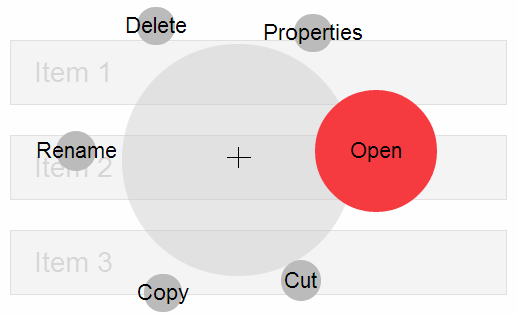 Delete
Properties
Item 1
Rename
Open
Item 2
Item 3
Cut
Copy